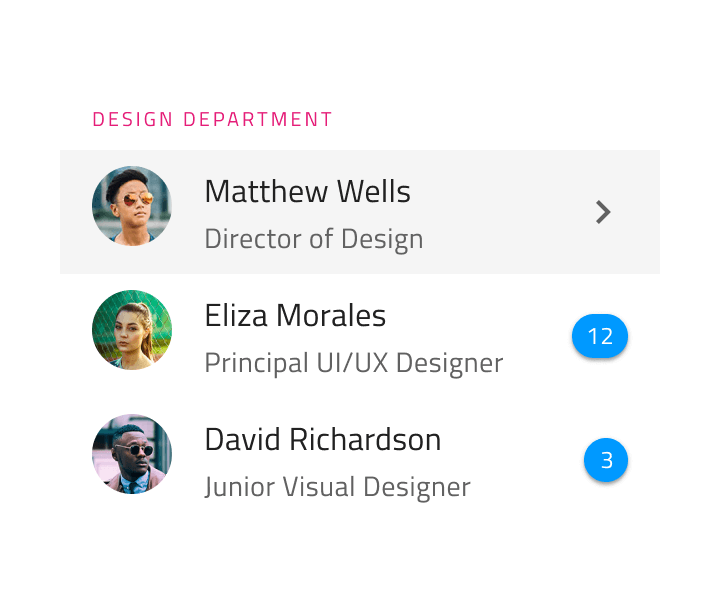 DESIGN DEPARTMENT
Matthew Wells
Director of Design
Eliza Morales
Principal UI/UX Designer
12
David Richardson
Junior Visual Designer
3